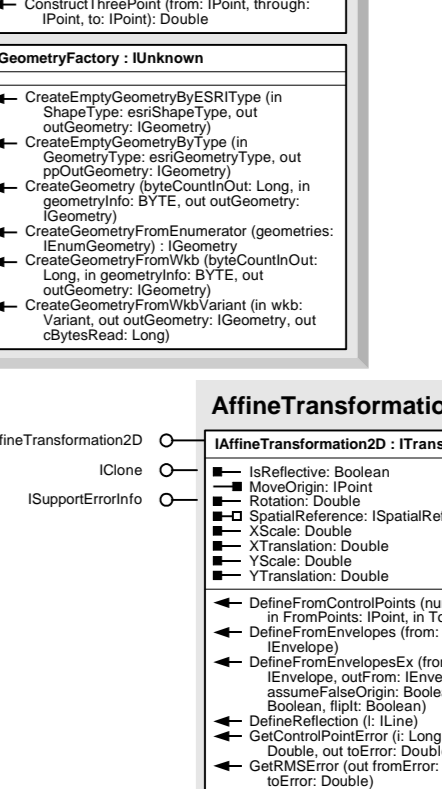 ConstructThreePoint (from: IPoint, through:
IPoint, to: IPoint): Double
GeometryFactory : IUnknown
CreateEmptyGeometryByESRIType (in
ShapeType: esriShapeType, out
outGeometry: IGeometry)
CreateEmptyGeometryByType (in
GeometryType: esriGeometryType, out
ppOutGeometry: IGeometry)
CreateGeometry (byteCountInOut: Long, in
geometryInfo: BYTE, out outGeometry:
IGeometry)
CreateGeometryFromEnumerator (geometries:
IEnumGeometry) : IGeometry
CreateGeometryFromWkb (byteCountInOut:
Long, in geometryInfo: BYTE, out
outGeometry: IGeometry)
CreateGeometryFromWkbVariant (in wkb:
Variant, out outGeometry: IGeometry, out
cBytesRead: Long)
AffineTransformatio
fineTransformation2D
IClone
ISupportErrorInfo
IAffineTransformation2D : ITrans
IsReflective: Boolean
MoveOrigin: IPoint
Rotation: Double
SpatialReference: ISpatialRef
XScale: Double
XTranslation: Double
YScale: Double
YTranslation: Double
DefineFromControlPoints (nu
in FromPoints: IPoint, in To
DefineFromEnvelopes (from:
IEnvelope)
DefineFromEnvelopesEx (fro
IEnvelope, outFrom: IEnve
assumeFalseOrigin: Boole
Boolean, flipIt: Boolean)
DefineReflection (l: ILine)
GetControlPointError (i: Long
Double, out toError: Doubl
GetRMSError (out fromError:
toError: Double)